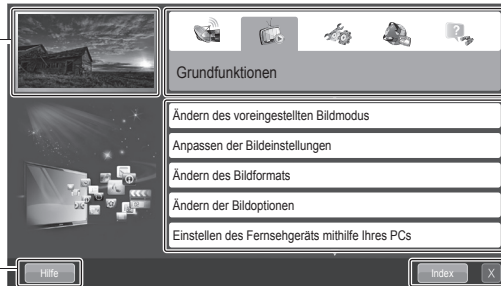 Grundfunktionen
Ändern des voreingestellten Bildmodus
Anpassen der Bildeinstellungen
Ändern des Bildformats
Ändern der Bildoptionen
Einstellen des Fernsehgeräts mithilfe Ihres PCs
Hilfe
Index X